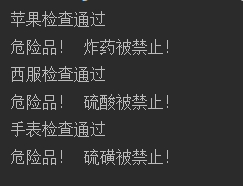 苹果检查通过
危险品！ 炸药被禁止！
西服检查通过
危险品！ 硫酸被禁止！
手表检查通过
危险品！ 硫磺被禁止！